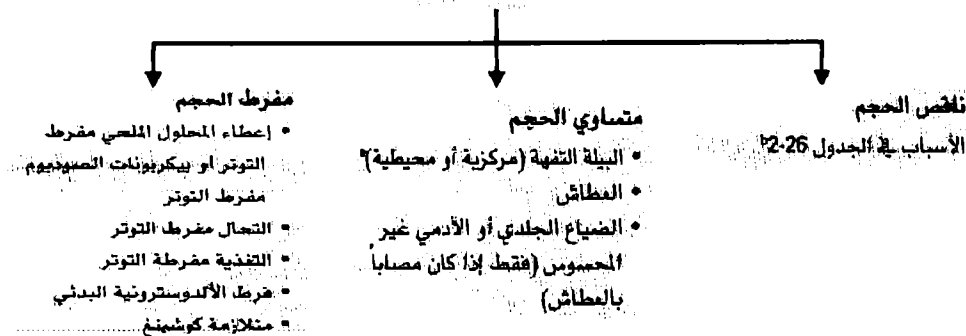 ناقص الحجم
الأسباب في الجدول 26-2
متساوي الحجم
• البيلة التفهة (مركزية أو محيطية)
• العطاش
• الضياع الجلدي أو الأدمي غير
المحسوس (فقط إذا كان مصاباً
بالعطاش)
مفرط الحجم
• إعطاء المحلول الملحي مفرط
التوتر أو بيكربونات الصوديوم
مفرط التوتر
• التحال مفرط التوتر
• التغذية مفرطة التوتر
• فرط الألدوسترونية البدئي
• متلازمة كوشينغ